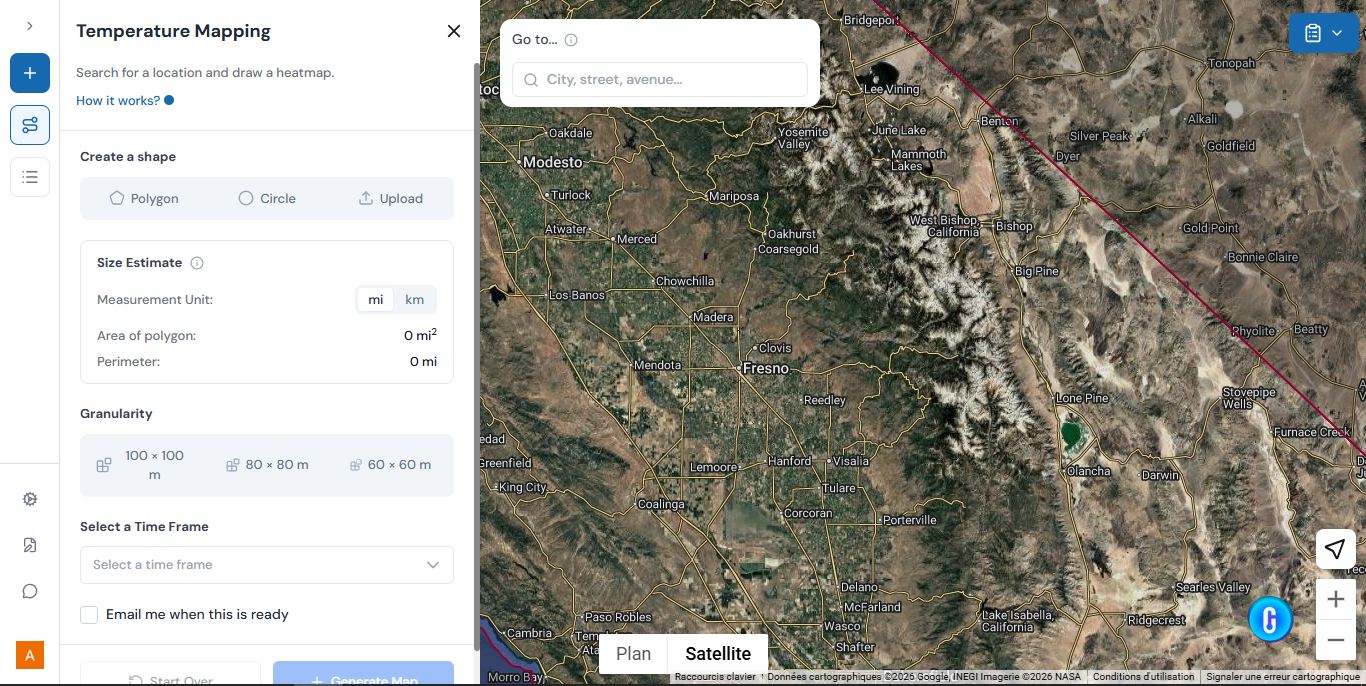 Temperature Mapping
Search for a location and draw a heatmap.
How it works?
Create a shape
Polygon
Circle
Upload
Size Estimate
Measurement Unit:
mi
km
Area of polygon:
0 mi²
Perimeter:
0 mi
Granularity
100 × 100
m
80 × 80 m
60 × 60 m
Select a Time Frame
Select a time frame
Email me when this is ready
Start Over
Generate Map
A
Go to...
City, street, avenue...
Bridgeport
Tonopah
Lee Vining
Oakdale
Yosemite
Valley
June Lake
Benton
Alkali
Silver Peak
Modesto
Mammoth
Lakes
Dyer
Goldfield
Turlock
Mariposa
Atwater
Merced
Oakhurst
Coarsegold
West Bishop,
California
Bishop
Gold Point
Bonnie Claire
Big Pine
Chowchilla
Los Banos
Madera
Rhyolite
Beatty
Clovis
Mendota
Fresno
Reedley
Lone Pine
Stovepipe
Wells
Furnace Creek
edad
Greenfield
Lemoore
Hanford
Visalia
Olancha
Darwin
King City
Tulare
Coalinga
Corcoran
Porterville
Delano
Searles Valley
McFarland
Paso Robles
Lake Isabella,
California
Ridgecrest
Wasco
Cambria
Shafter
Morro Bay
Plan
Satellite
Raccourcis clavier
Données cartographiques ©2026 Google, INEGI Imagerie ©2026 NASA
Conditions d'utilisation
Signaler une erreur cartographique